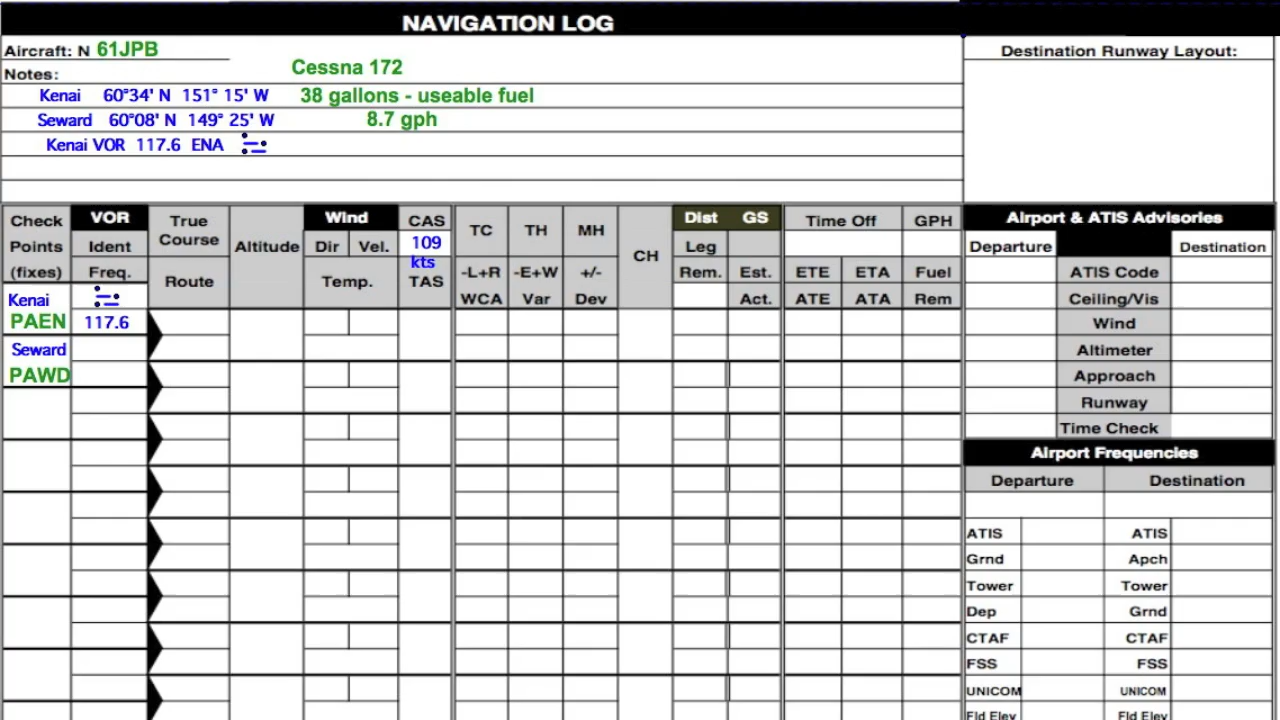 NAVIGATION LOG
Aircraft: N 61JPB
Notes:
Cessna 172
Kenai 60°34' N 151° 15' W 38 gallons - useable fuel
Seward 60°08' N 149° 25' W 8.7 gph
Kenai VOR 117.6 ENA
Destination Runway Layout:
Check Points (fixes)
VOR
Ident
Freq.
True Course
Route
Altitude
Wind
Dir Vel.
Temp.
CAS
109 kts
TAS
TC
-L+R
WCA
TH
-E+W
Var
MH
+/-
Dev
CH
Dist GS
Leg
Rem. Est.
Act.
Time Off
ETE ETA
ATE ATA
GPH
Fuel
Rem
Kenai
PAEN 117.6
Seward
PAWD
Airport & ATIS Advisories
Departure Destination
ATIS Code
Ceiling/Vis
Wind
Altimeter
Approach
Runway
Time Check
Airport Frequencies
Departure Destination
ATIS ATIS
Grnd Apch
Tower Tower
Dep Grnd
CTAF CTAF
FSS FSS
UNICOM UNICOM
Fld Elev Fld Elev